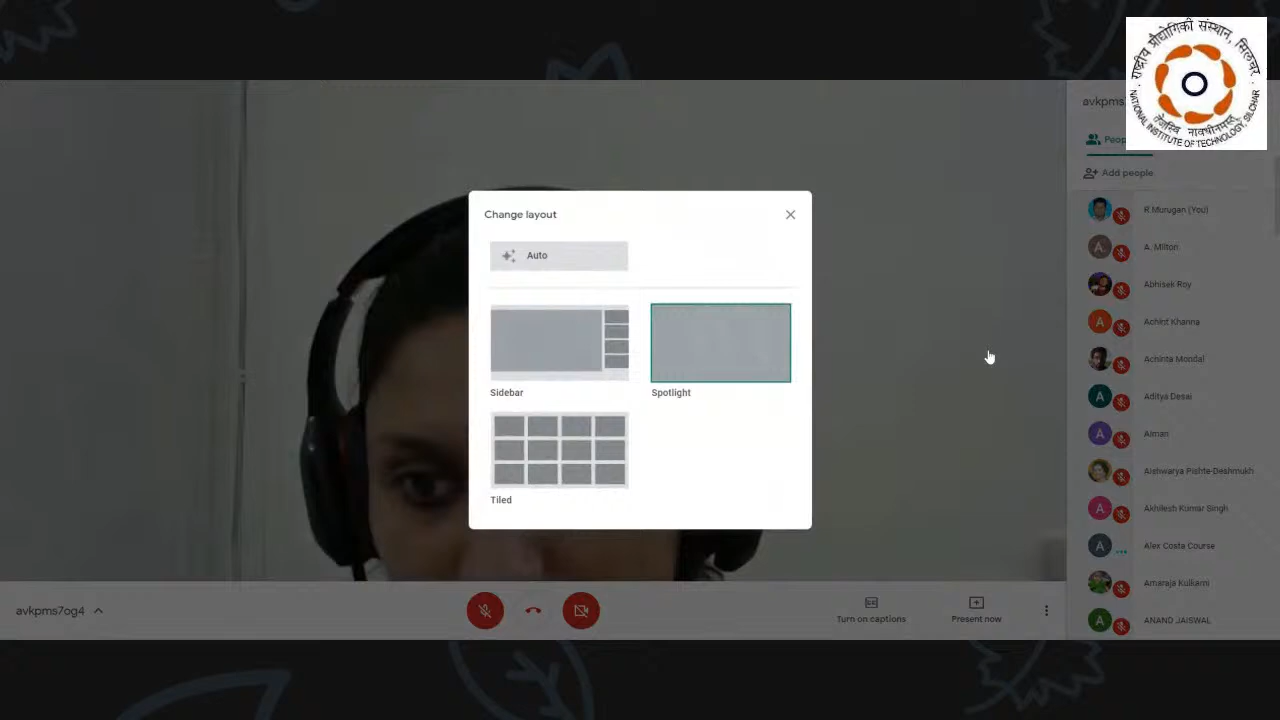 राष्ट्रीय प्रौद्योगिकी संस्थान, सिलचर
NATIONAL INSTITUTE OF TECHNOLOGY, SILCHAR
avkpms
Peop
Add people
Change layout
Auto
Sidebar
Spotlight
Tiled
R Murugan (You)
A. Milton
Abhisek Roy
Achint Khanna
Achinta Mondal
Aditya Desai
Aiman
Aishwarya Pishte-Deshmukh
Akhilesh Kumar Singh
Alex Costa Course
Amaraja Kulkarni
ANAND JAISWAL
A
A
A
A
A
A
A
avkpms7og4
Turn on captions
Present now